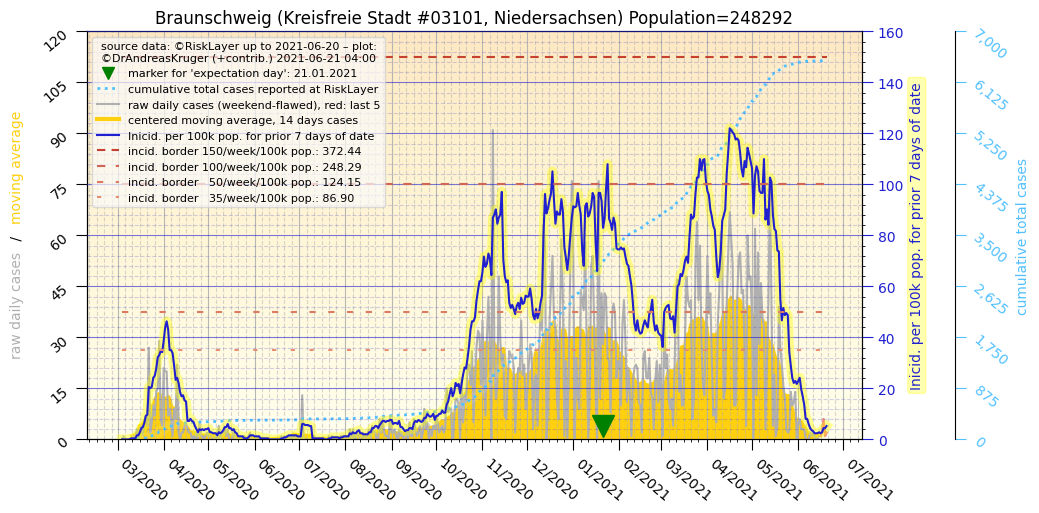 Braunschweig (Kreisfreie Stadt #03101, Niedersachsen) Population=248292
source data: ©RiskLayer up to 2021-06-20 – plot:
©DrAndreasKruger (+contrib.) 2021-06-21 04:00
marker for 'expectation day': 21.01.2021
cumulative total cases reported at RiskLayer
raw daily cases (weekend-flawed), red: last 5
centered moving average, 14 days cases
Inicid. per 100k pop. for prior 7 days of date
incid. border 150/week/100k pop.: 372.44
incid. border 100/week/100k pop.: 248.29
incid. border   50/week/100k pop.: 124.15
incid. border   35/week/100k pop.: 86.90
raw daily cases   /   moving average
120
105
90
75
60
45
30
15
0
160
140
120
100
80
60
40
20
0
Inicid. per 100k pop. for prior 7 days of date
7,000
6,125
5,250
4,375
3,500
2,625
1,750
875
0
cumulative total cases
03/2020
04/2020
05/2020
06/2020
07/2020
08/2020
09/2020
10/2020
11/2020
12/2020
01/2021
02/2021
03/2021
04/2021
05/2021
06/2021
07/2021